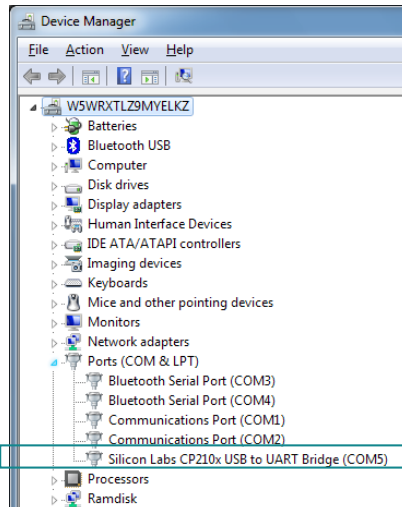 Device Manager
File Action View Help
W5WRXTLZ9MYELKZ
Batteries
Bluetooth USB
Computer
Disk drives
Display adapters
Human Interface Devices
IDE ATA/ATAPI controllers
Imaging devices
Keyboards
Mice and other pointing devices
Monitors
Network adapters
Ports (COM & LPT)
Bluetooth Serial Port (COM3)
Bluetooth Serial Port (COM4)
Communications Port (COM1)
Communications Port (COM2)
Silicon Labs CP210x USB to UART Bridge (COM5)
Processors
Ramdisk